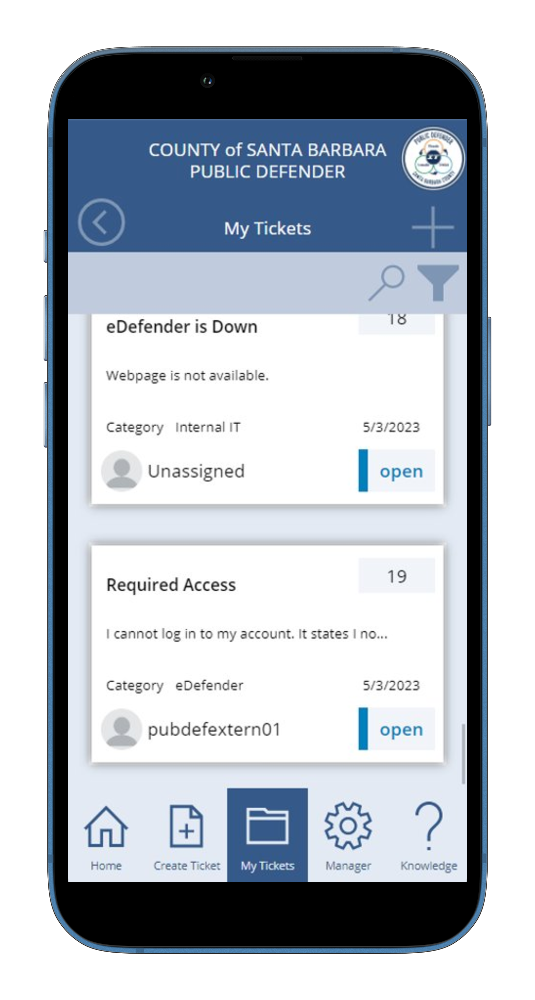 COUNTY of SANTA BARBARA
PUBLIC DEFENDER
PUBLIC DEFENDER
SANTA BARBARA COUNTY
My Tickets
eDefender is Down
18
Webpage is not available.
Category Internal IT 5/3/2023
Unassigned open
19
Required Access
I cannot log in to my account. It states I no...
Category eDefender 5/3/2023
pubdefextern01 open
Home Create Ticket My Tickets Manager Knowledge